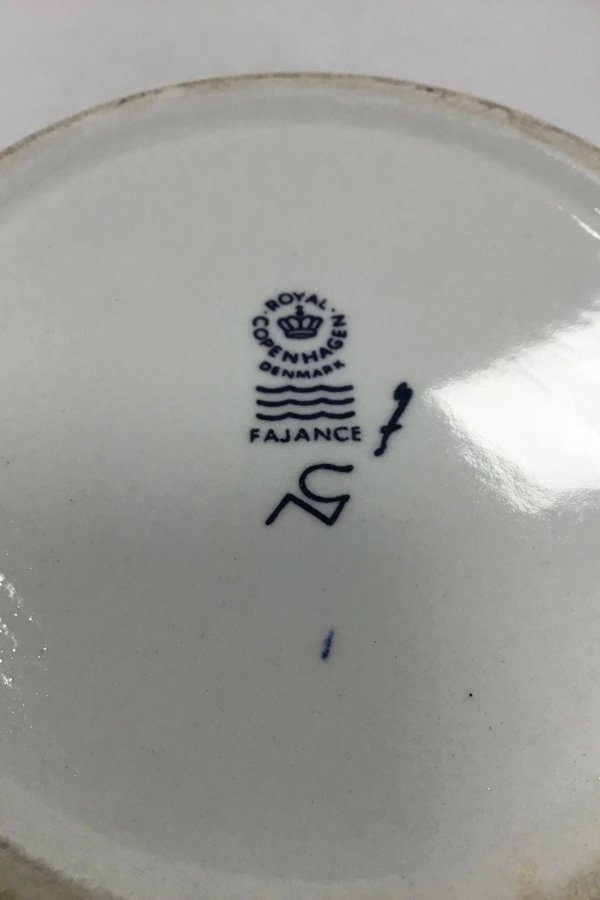 · ROYAL ·
COPENHAGEN
DENMARK
FAJANCE